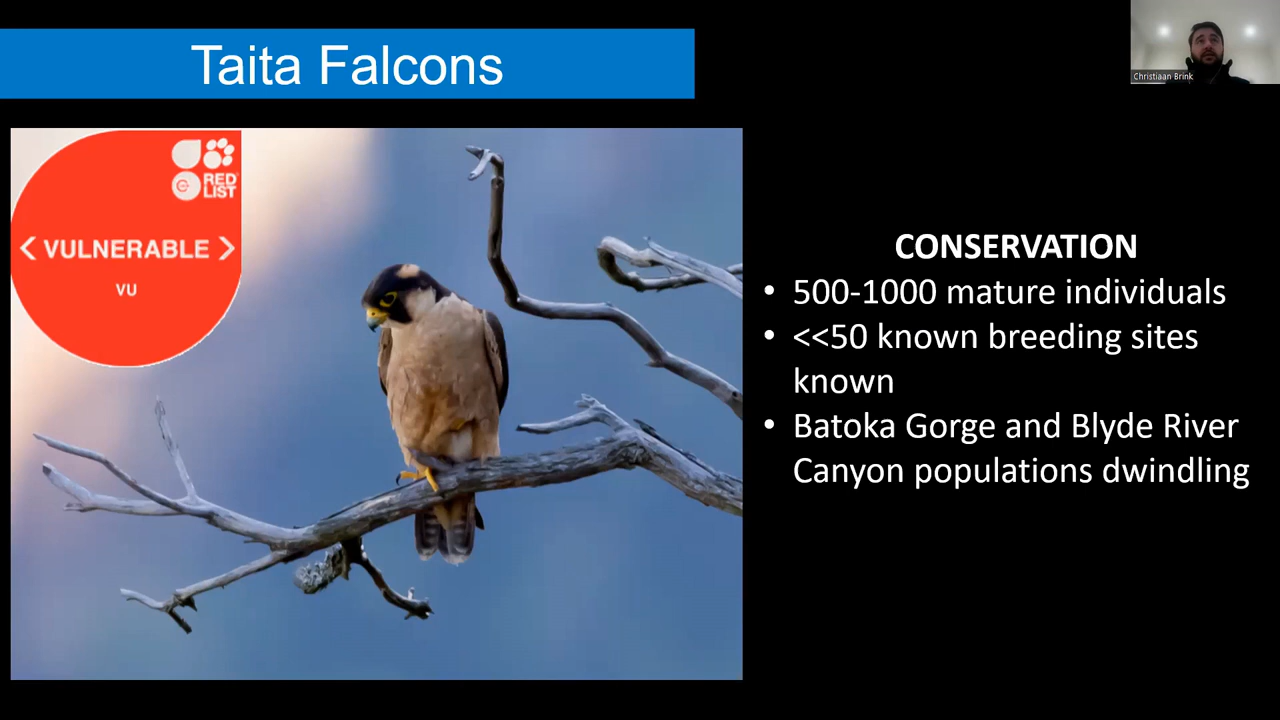 Taita Falcons
Christiaan Brink
RED
LIST
< VULNERABLE >
VU
CONSERVATION
• 500-1000 mature individuals
• <<50 known breeding sites
known
• Batoka Gorge and Blyde River
Canyon populations dwindling